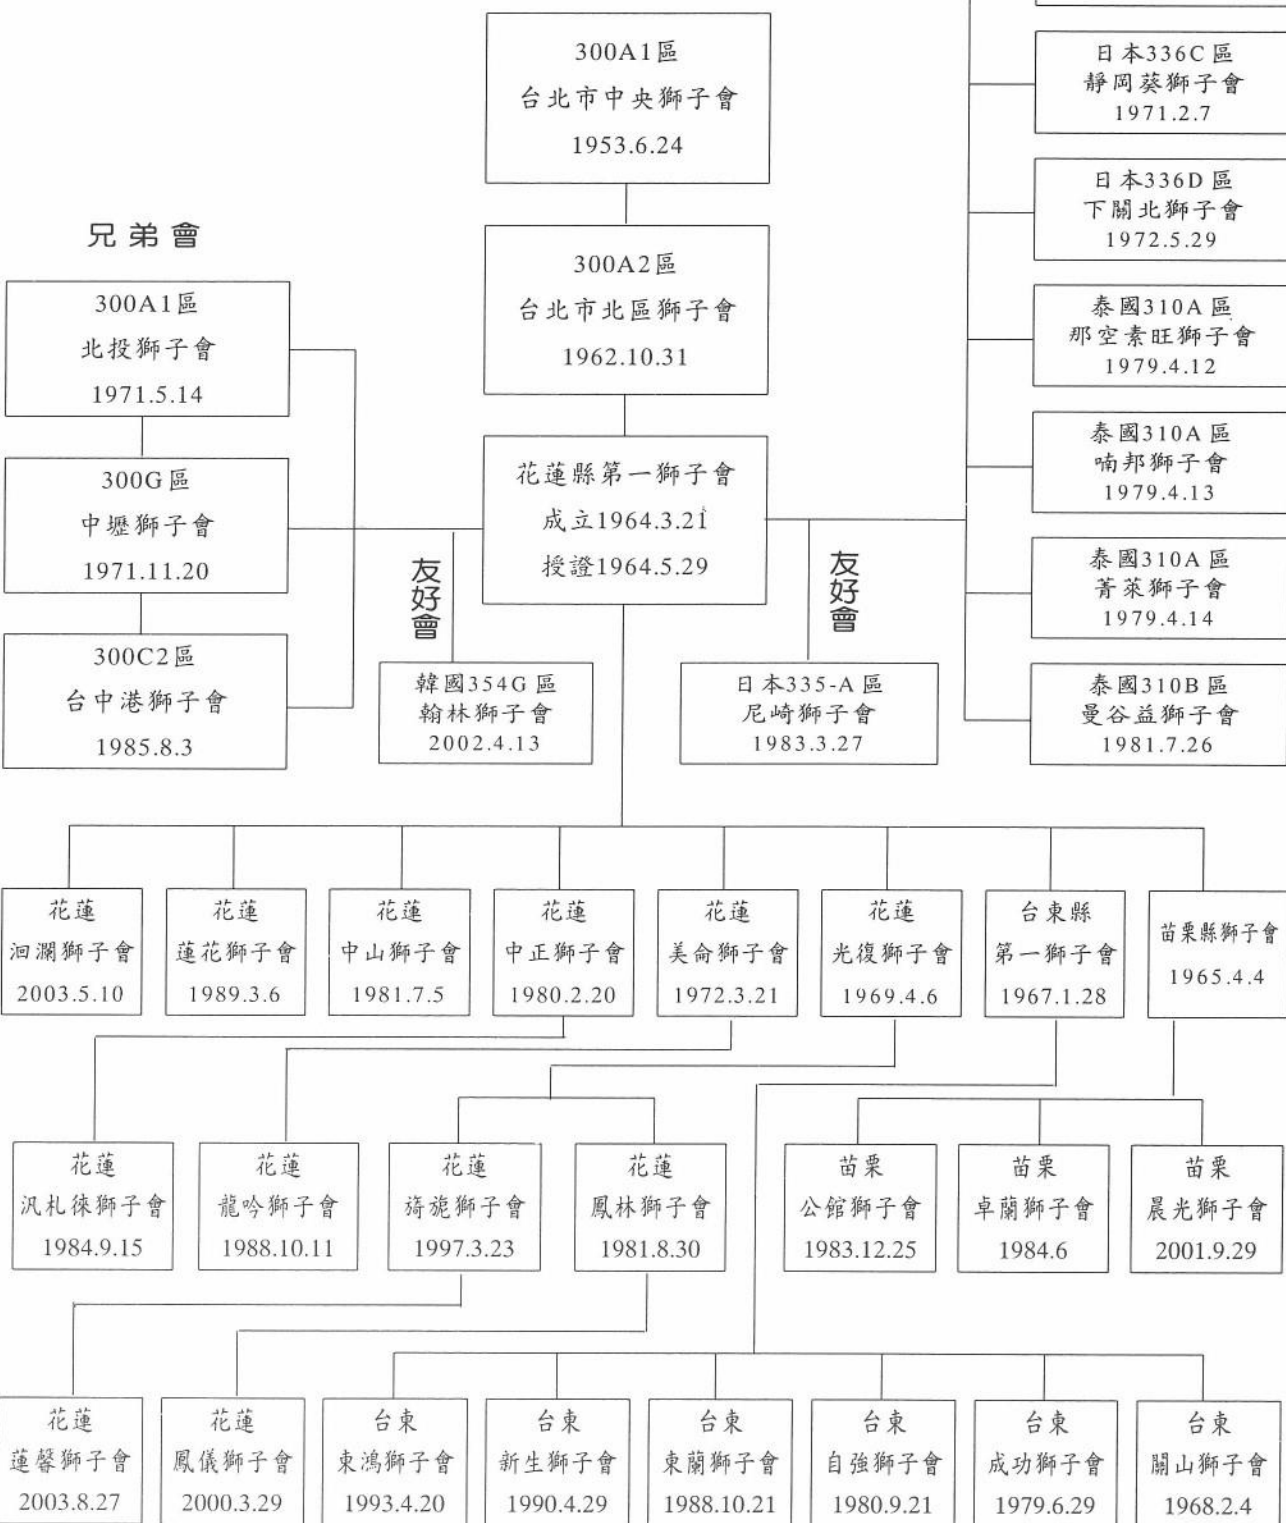 300A1區
台北市中央獅子會
1953.6.24
300A2區
台北市北區獅子會
1962.10.31
花蓮縣第一獅子會
成立1964.3.21
授證1964.5.29
兄弟會
300A1區
北投獅子會
1971.5.14
300G區
中壢獅子會
1971.11.20
300C2區
台中港獅子會
1985.8.3
友好會
韓國354G區
翰林獅子會
2002.4.13
友好會
日本335-A區
尼崎獅子會
1983.3.27
日本336C區
靜岡葵獅子會
1971.2.7
日本336D區
下關北獅子會
1972.5.29
泰國310A區
那空素旺獅子會
1979.4.12
泰國310A區
喃邦獅子會
1979.4.13
泰國310A區
菁萊獅子會
1979.4.14
泰國310B區
曼谷益獅子會
1981.7.26
花蓮
洄瀾獅子會
2003.5.10
花蓮
蓮花獅子會
1989.3.6
花蓮
中山獅子會
1981.7.5
花蓮
中正獅子會
1980.2.20
花蓮
美侖獅子會
1972.3.21
花蓮
光復獅子會
1969.4.6
台東縣
第一獅子會
1967.1.28
苗栗縣獅子會
1965.4.4
花蓮
汎札徠獅子會
1984.9.15
花蓮
龍吟獅子會
1988.10.11
花蓮
旖旎獅子會
1997.3.23
花蓮
鳳林獅子會
1981.8.30
苗栗
公館獅子會
1983.12.25
苗栗
卓蘭獅子會
1984.6
苗栗
晨光獅子會
2001.9.29
花蓮
蓮馨獅子會
2003.8.27
花蓮
鳳儀獅子會
2000.3.29
台東
東鴻獅子會
1993.4.20
台東
新生獅子會
1990.4.29
台東
東蘭獅子會
1988.10.21
台東
自強獅子會
1980.9.21
台東
成功獅子會
1979.6.29
台東
關山獅子會
1968.2.4